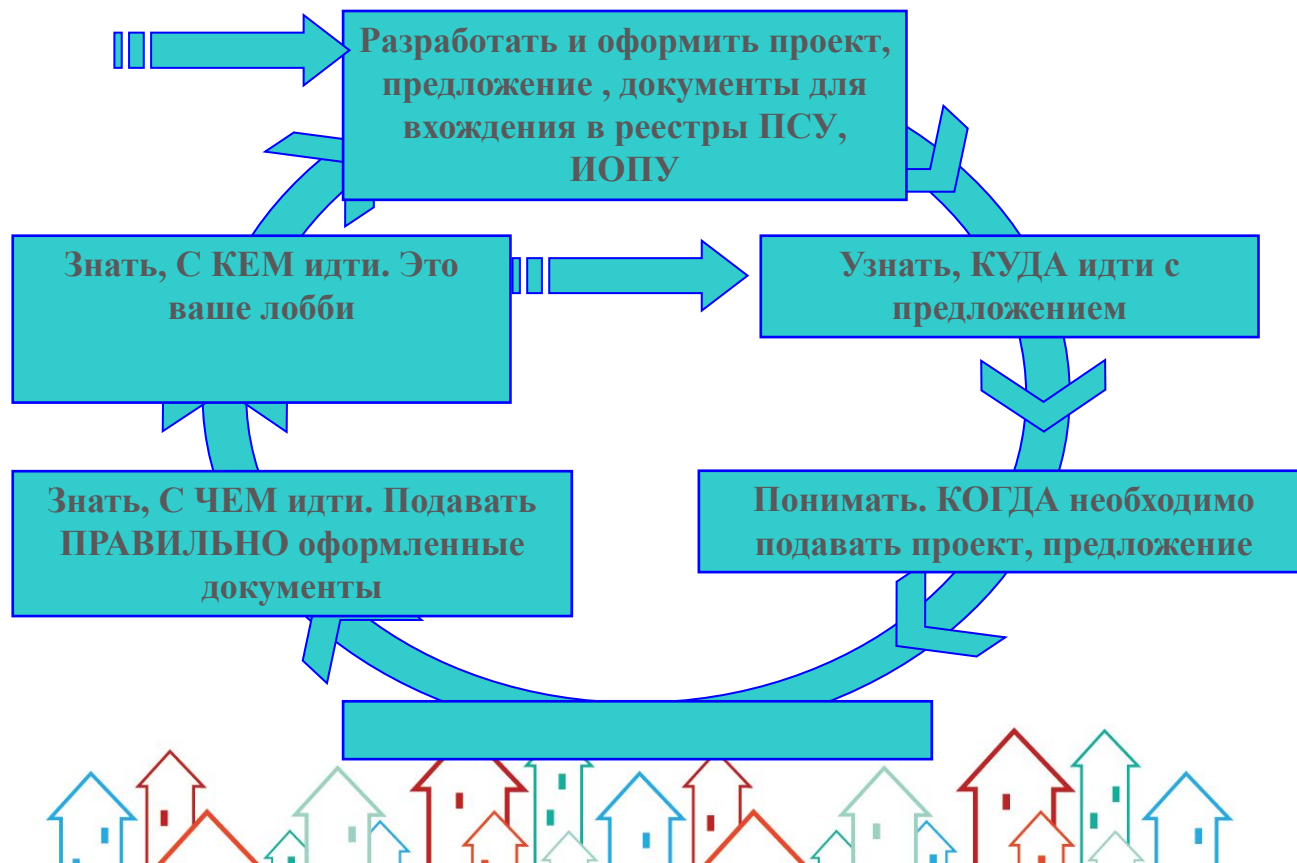 Разработать и оформить проект,
предложение , документы для
вхождения в реестры ПСУ,
ИОПУ
Знать, С КЕМ идти. Это
ваше лобби
Узнать, КУДА идти с
предложением
Знать, С ЧЕМ идти. Подавать
ПРАВИЛЬНО оформленные
документы
Понимать. КОГДА необходимо
подавать проект, предложение